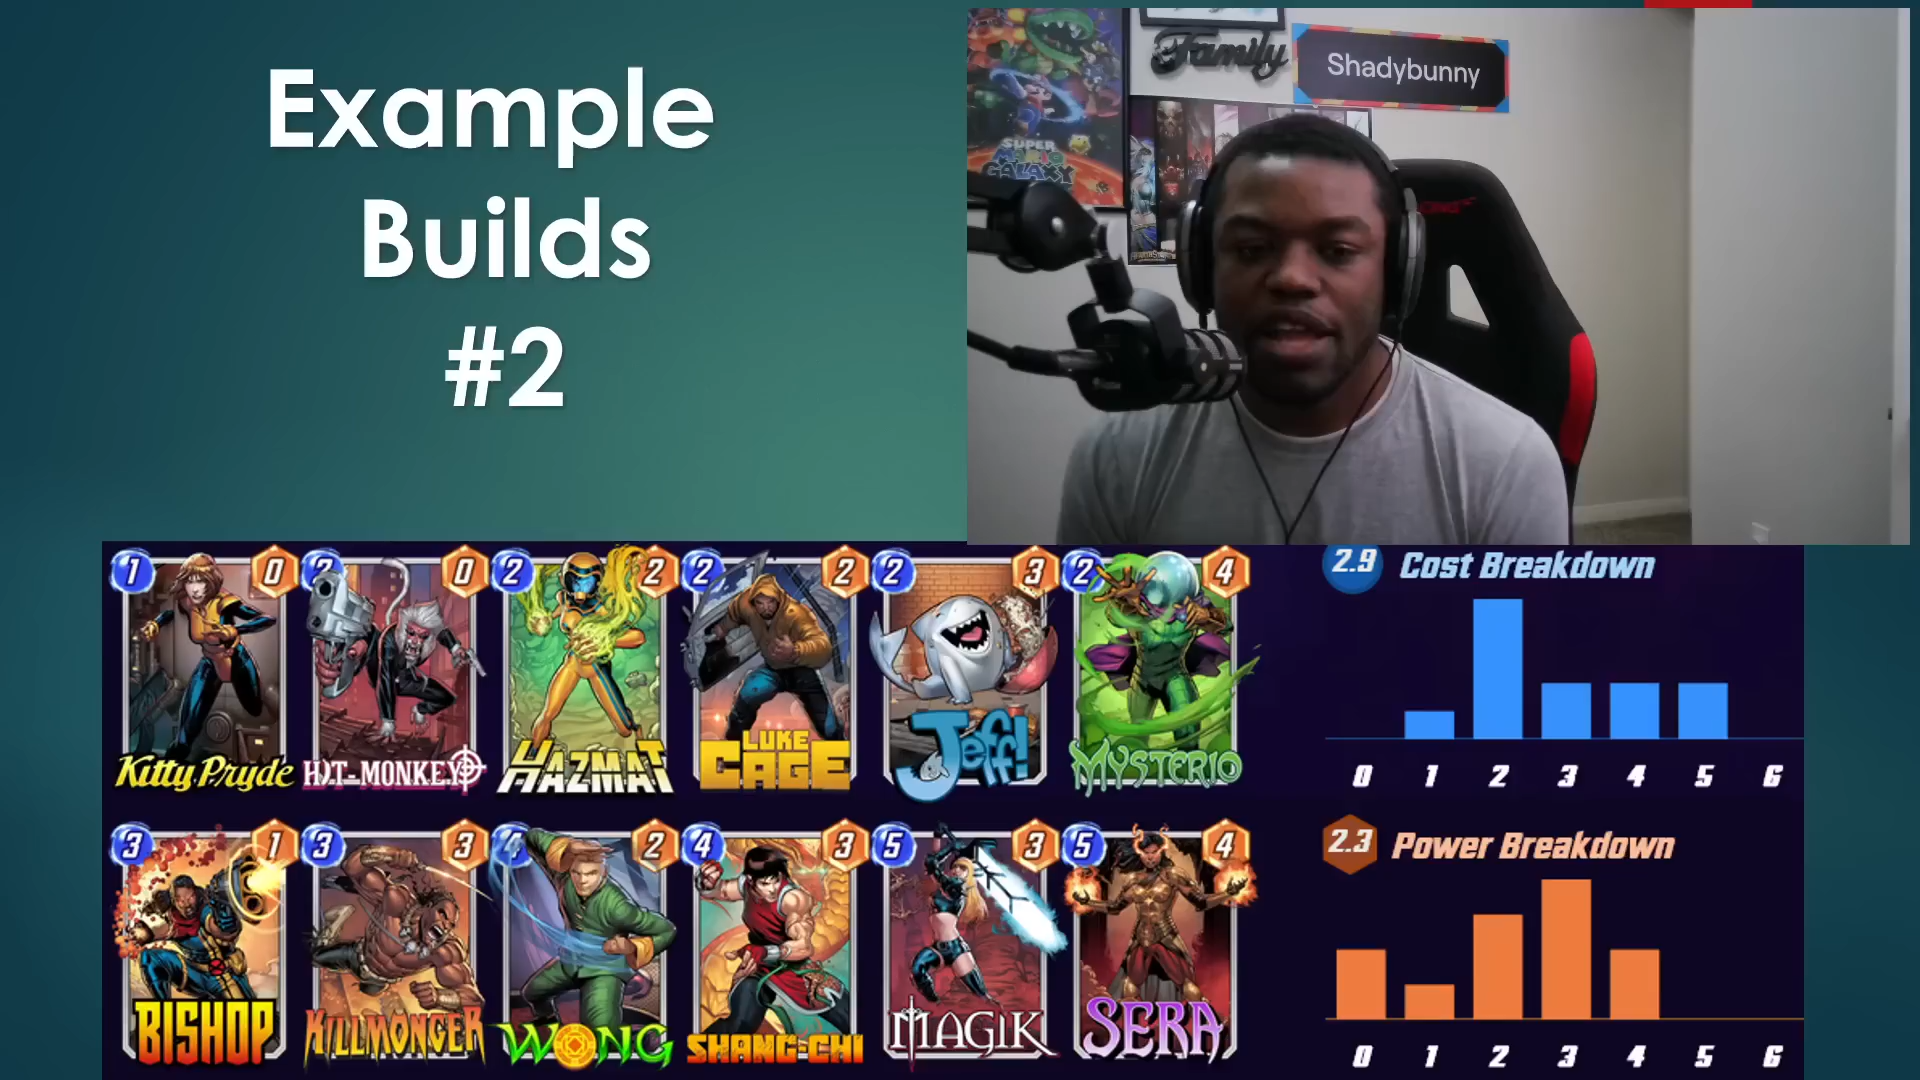 Example
Builds
#2
Family
Shadybunny
SUPER
MARIO
GALAXY
1 0 2 0 2 2 2 2 2 3 2 4
Kitty Pryde HIT-MONKEY HAZMAT LUKE CAGE Jeff! MYSTERIO
3 1 3 3 4 2 4 3 5 3 5 4
BISHOP KILLMONGER WONG SHANG-CHI MAGIK SERA
2.9 Cost Breakdown
0 1 2 3 4 5 6
2.3 Power Breakdown
0 1 2 3 4 5 6